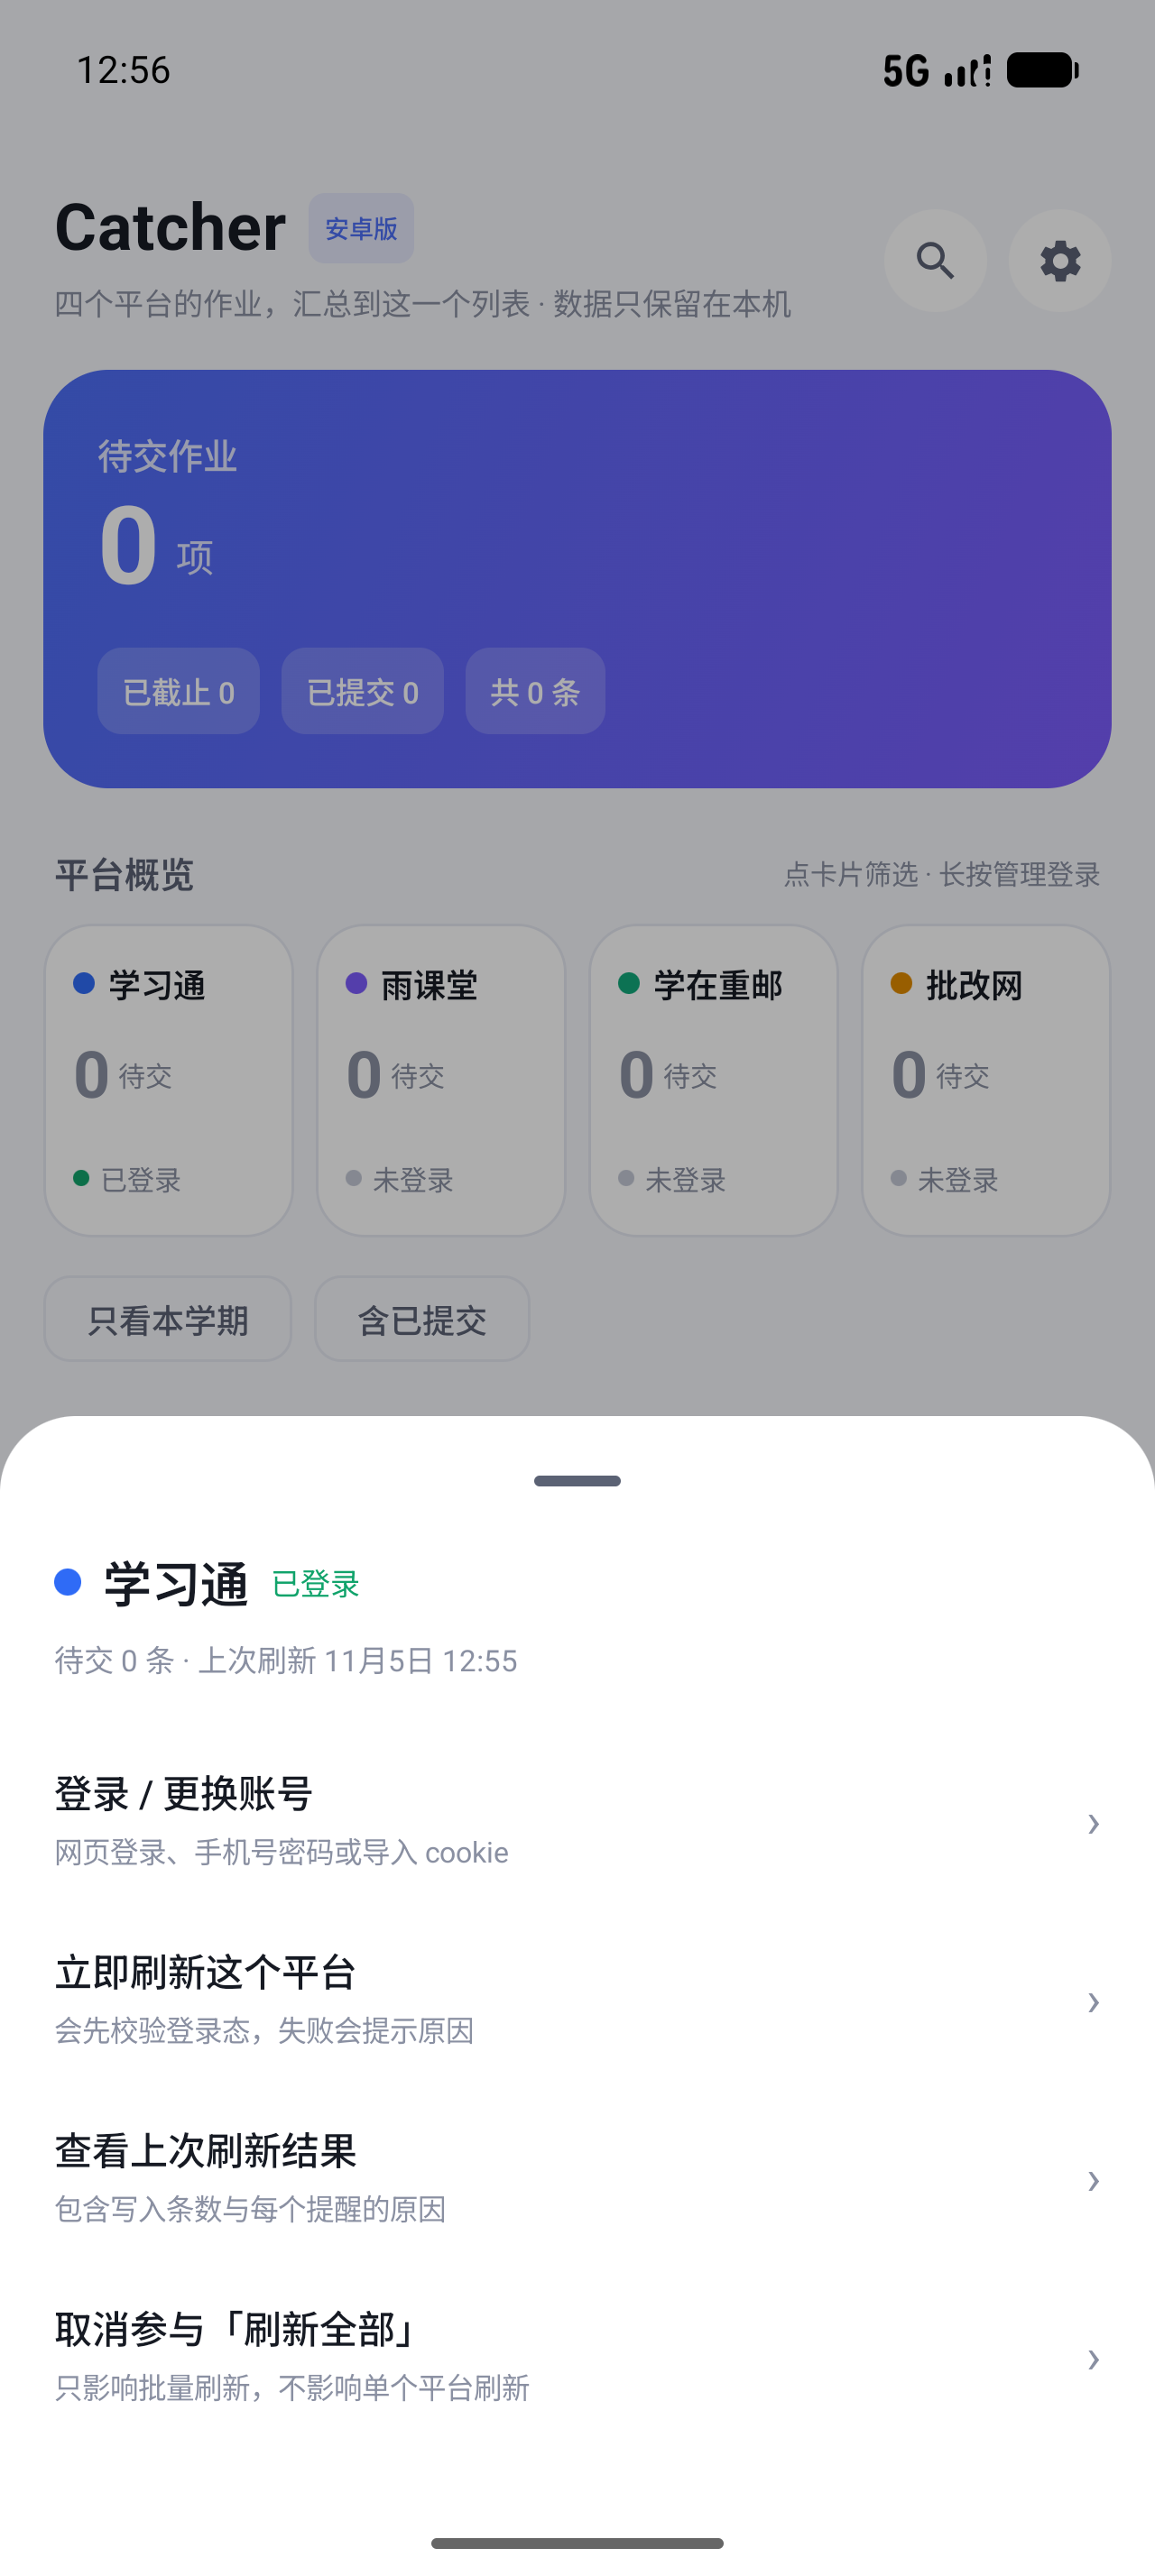 12:56 5G
Catcher 安卓版
四个平台的作业，汇总到这一个列表 · 数据只保留在本机
待交作业
0 项
已截止 0 已提交 0 共 0 条
平台概览 点卡片筛选 · 长按管理登录
学习通 雨课堂 学在重邮 批改网
0 待交 0 待交 0 待交 0 待交
已登录 未登录 未登录 未登录
只看本学期 含已提交
学习通 已登录
待交 0 条 · 上次刷新 11月5日 12:55
登录 / 更换账号
网页登录、手机号密码或导入 cookie
立即刷新这个平台
会先校验登录态，失败会提示原因
查看上次刷新结果
包含写入条数与每个提醒的原因
取消参与「刷新全部」
只影响批量刷新，不影响单个平台刷新